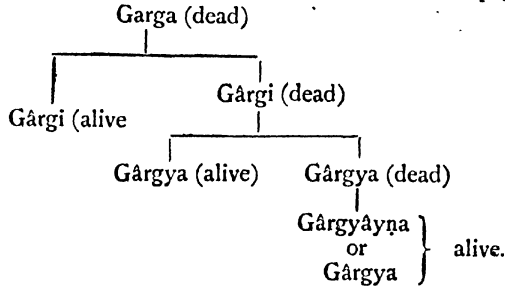 Garga (dead)
Gârgi (alive
Gârgi (dead)
Gârgya (alive) Gârgya (dead)
Gârgyâyṇa
or
Gârgya
alive.